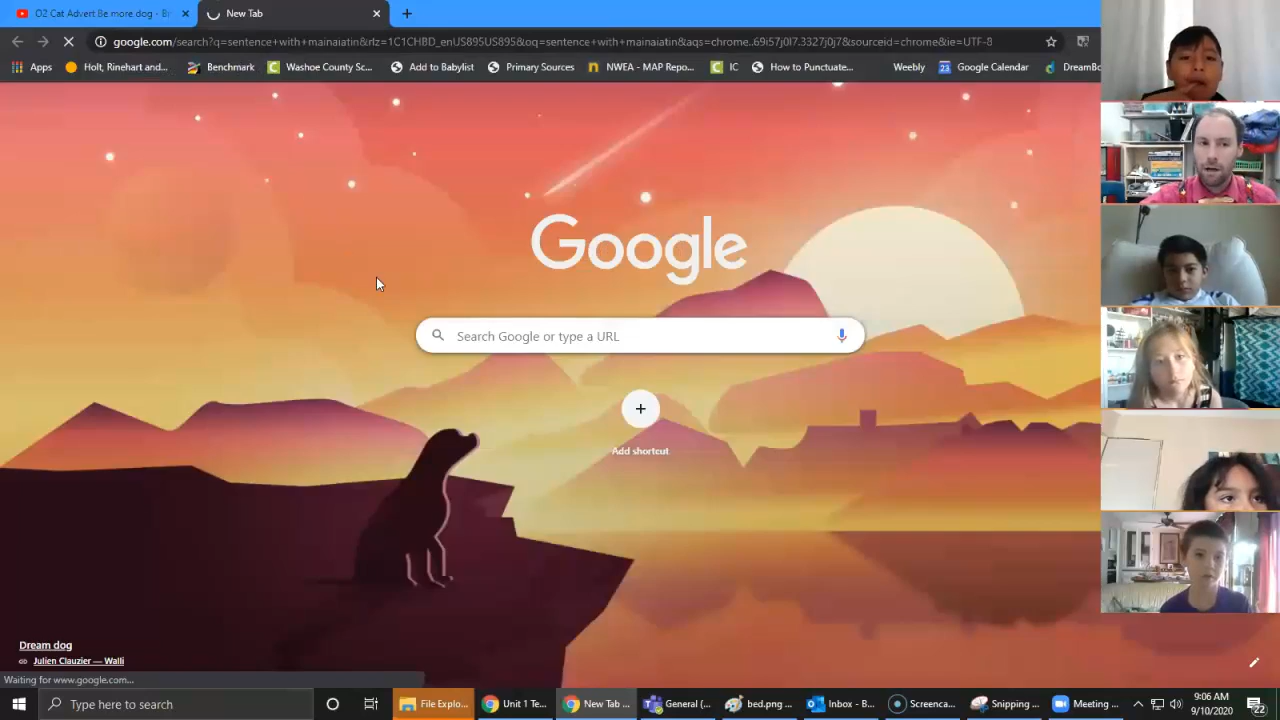 O2 Cat Advert Be more.dog - B
New Tab
google.com/search?q=sentence+with+mainaiatin&rlz=1C1CHBD_enUS895US895&oq=sentence+with+mainaiatin&aqs=chrome..69i57j0l7.3327j0j7&sourceid=chrome&ie=UTF-8
Apps
Holt, Rinehart and...
Benchmark
Washoe County Sc...
Add to Babylist
Primary Sources
NWEA - MAP Repo...
IC
How to Punctuate...
Weebly
Google Calendar
DreamBo
Google
Search Google or type a URL
Add shortcut
Dream dog
Julien Clauzier — Walli
Waiting for www.google.com...
Type here to search
File Explo...
Unit 1 Te...
New Tab ...
General (...
bed.png ...
Inbox - B...
Screenca...
Snipping ...
Meeting ...
9:06 AM
9/10/2020
22